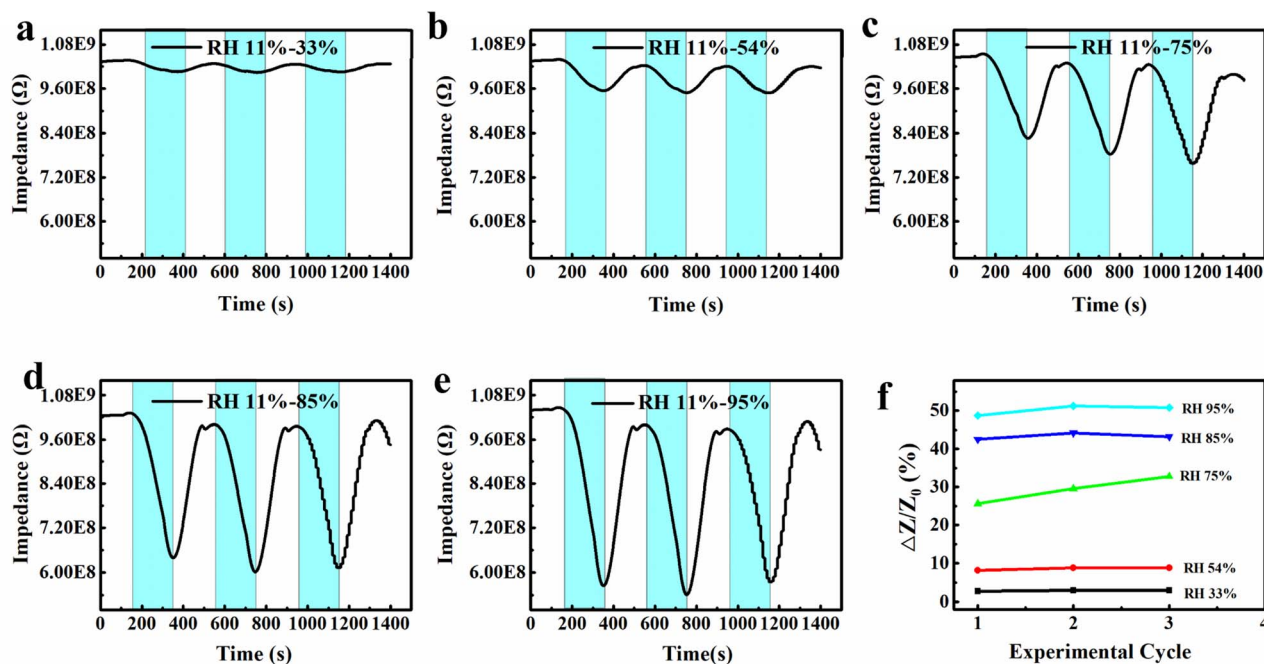 a
RH 11%-33%
1.08E9
9.60E8
8.40E8
7.20E8
6.00E8
Impedance (Ω)
0 200 400 600 800 1000 1200 1400
Time (s)
b
RH 11%-54%
1.08E9
9.60E8
8.40E8
7.20E8
6.00E8
Impedance (Ω)
0 200 400 600 800 1000 1200 1400
Time (s)
c
RH 11%-75%
1.08E9
9.60E8
8.40E8
7.20E8
6.00E8
Impedance (Ω)
0 200 400 600 800 1000 1200 1400
Time (s)
d
RH 11%-85%
1.08E9
9.60E8
8.40E8
7.20E8
6.00E8
Impedance (Ω)
0 200 400 600 800 1000 1200 1400
Time (s)
e
RH 11%-95%
1.08E9
9.60E8
8.40E8
7.20E8
6.00E8
Impedance (Ω)
0 200 400 600 800 1000 1200 1400
Time(s)
f
50
40
30
20
10
0
△Z/Z₀ (%)
RH 95%
RH 85%
RH 75%
RH 54%
RH 33%
1 2 3 4
Experimental Cycle